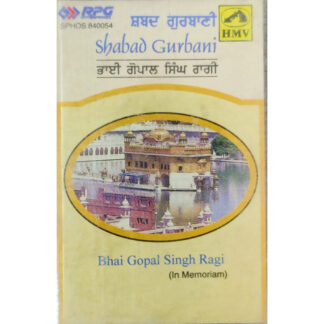 RPG
SPHOS 840054
ਸ਼ਬਦ ਗੁਰਬਾਣੀ
HMV
Shabad Gurbani
ਭਾਈ ਗੋਪਾਲ ਸਿੰਘ ਰਾਗੀ
Bhai Gopal Singh Ragi
(In Memoriam)